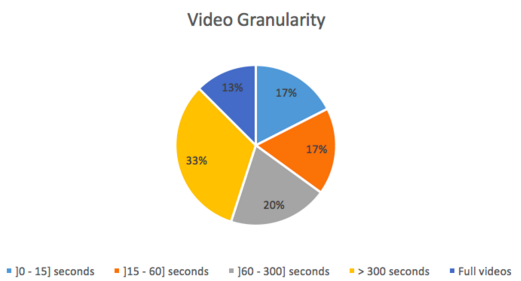 Video Granularity
13%
17%
33%
17%
20%
]0 - 15] seconds ]15 - 60] seconds ]60 - 300] seconds > 300 seconds Full videos